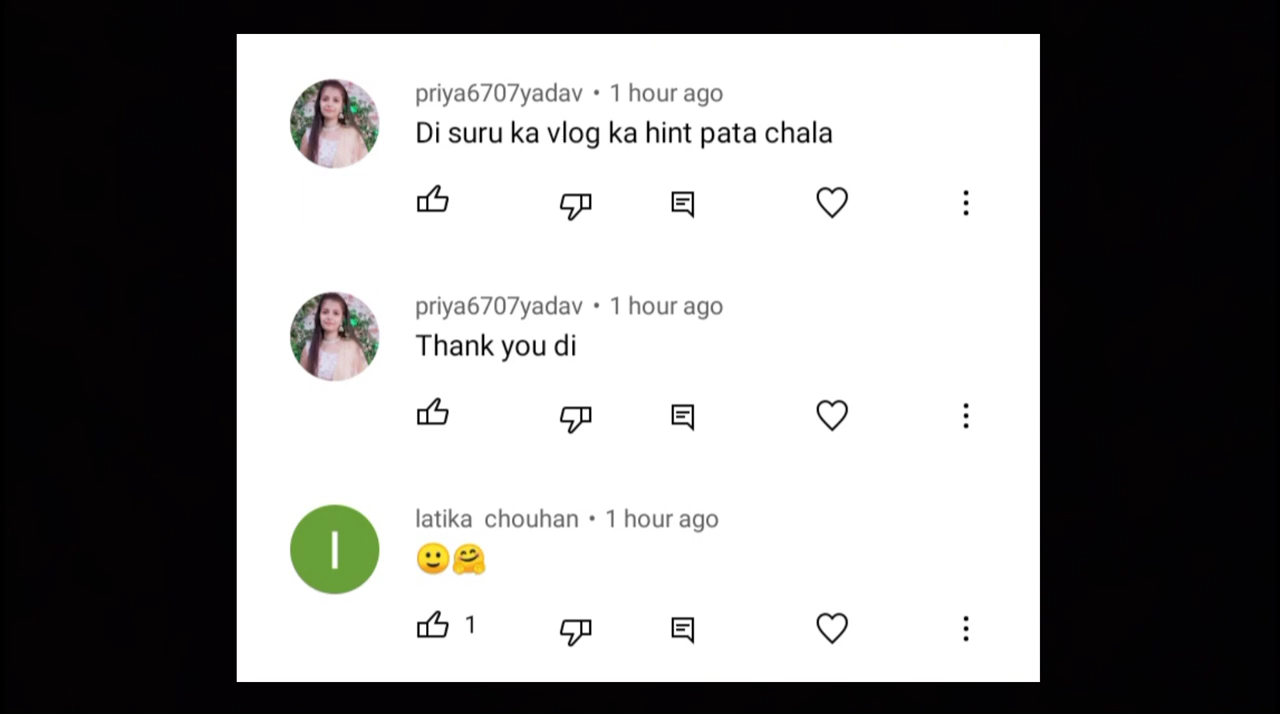 priya6707yadav • 1 hour ago
Di suru ka vlog ka hint pata chala
priya6707yadav • 1 hour ago
Thank you di
l
latika chouhan • 1 hour ago
🙂🤗
1